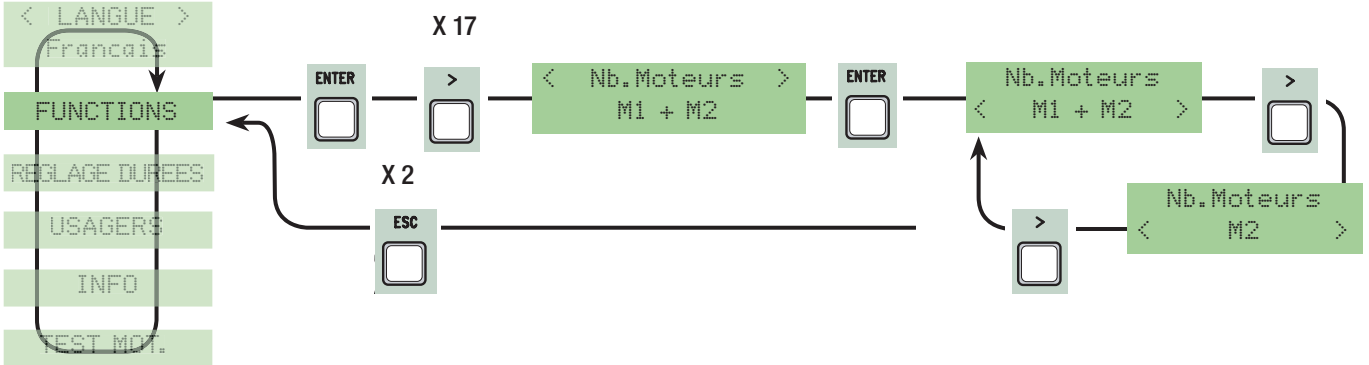 < LANGUE >
Francais
FUNCTIONS
REGLAGE DUREES
USAGERS
INFO
TEST MOT.
ENTER
X 17
>
< Nb.Moteurs >
M1 + M2
ENTER
Nb.Moteurs
< M1 + M2 >
>
Nb.Moteurs
< M2 >
>
X 2
ESC